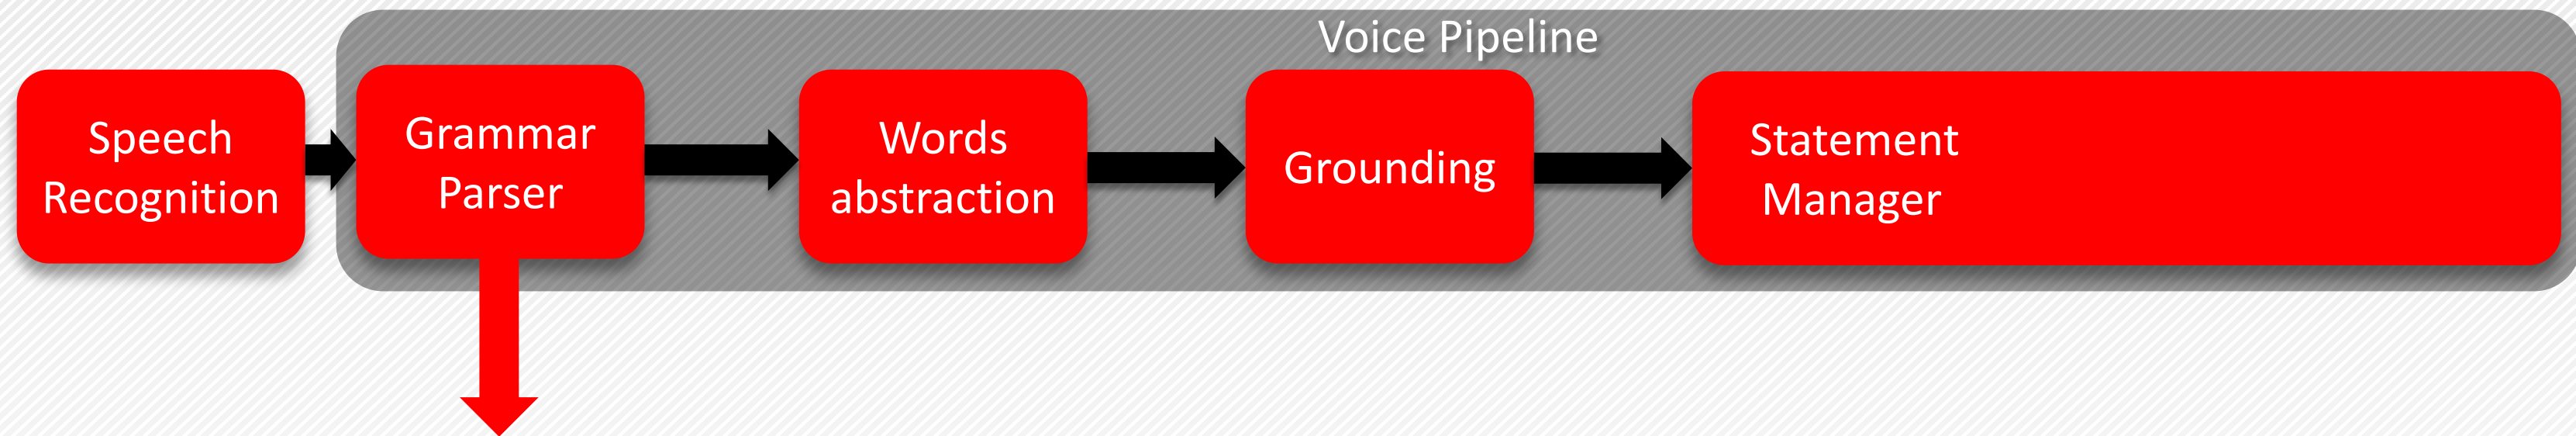 Voice Pipeline
Speech
Recognition
Grammar
Parser
Words
abstraction
Grounding
Statement
Manager